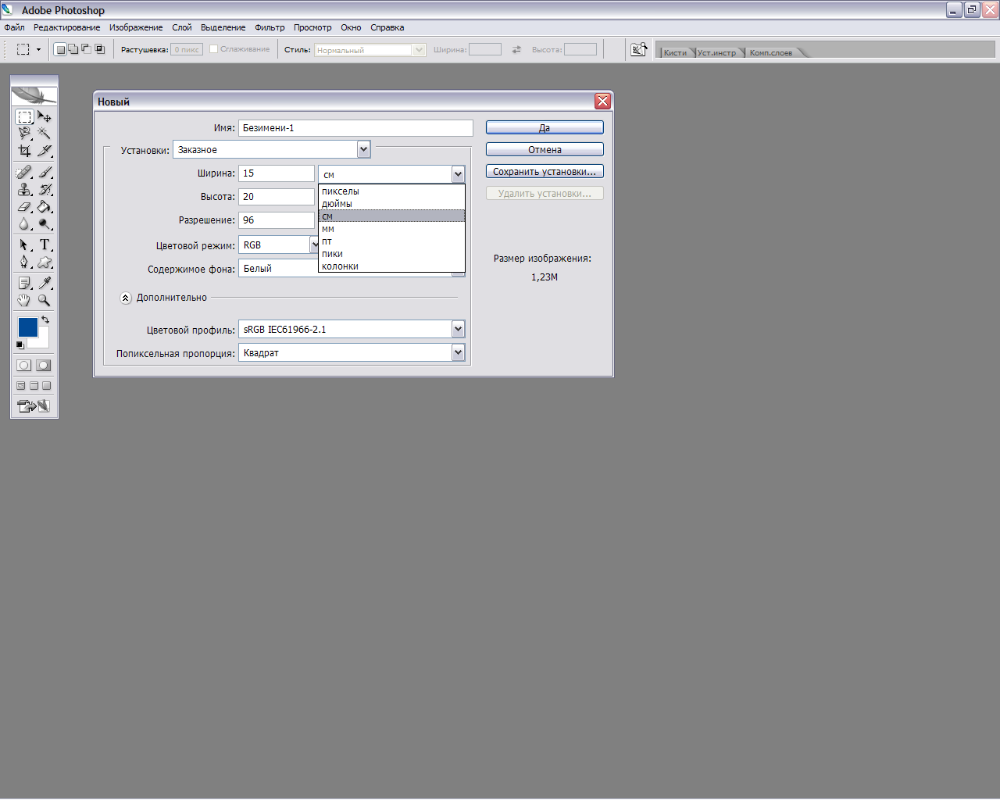 Adobe Photoshop
Файл Редактирование Изображение Слой Выделение Фильтр Просмотр Окно Справка
Растушевка: 0 пикс Сглаживание Стиль: Нормальный Ширина: Высота: Кисти Уст.инстр Комп.слоев
Новый
Имя: Безимени-1 Да
Установки: Заказное Отмена
Ширина: 15 см Сохранить установки...
пикселы
Высота: 20 Удалить установки...
дюймы
см
Разрешение: 96
мм
пт
Цветовой режим: RGB
пики
Размер изображения:
колонки
Содержимое фона: Белый
1,23M
Дополнительно
Цветовой профиль: sRGB IEC61966-2.1
Попиксельная пропорция: Квадрат
T